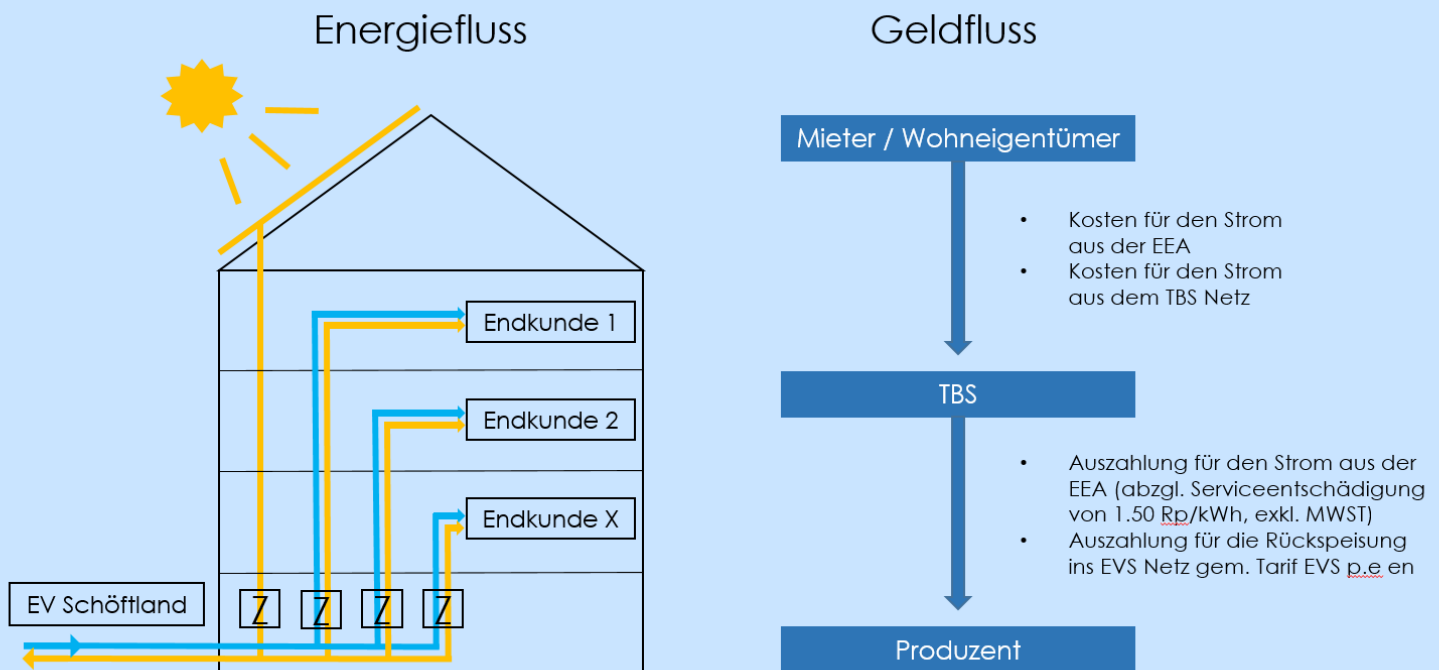 Energiefluss
Endkunde 1
Endkunde 2
Endkunde X
EV Schöftland
Z
Z
Z
Z
Geldfluss
Mieter / Wohneigentümer
• Kosten für den Strom
aus der EEA
• Kosten für den Strom
aus dem TBS Netz
TBS
• Auszahlung für den Strom aus der
EEA (abzgl. Serviceentschädigung
von 1.50 Rp/kWh, exkl. MWST)
• Auszahlung für die Rückspeisung
ins EVS Netz gem. Tarif EVS p.e en
Produzent